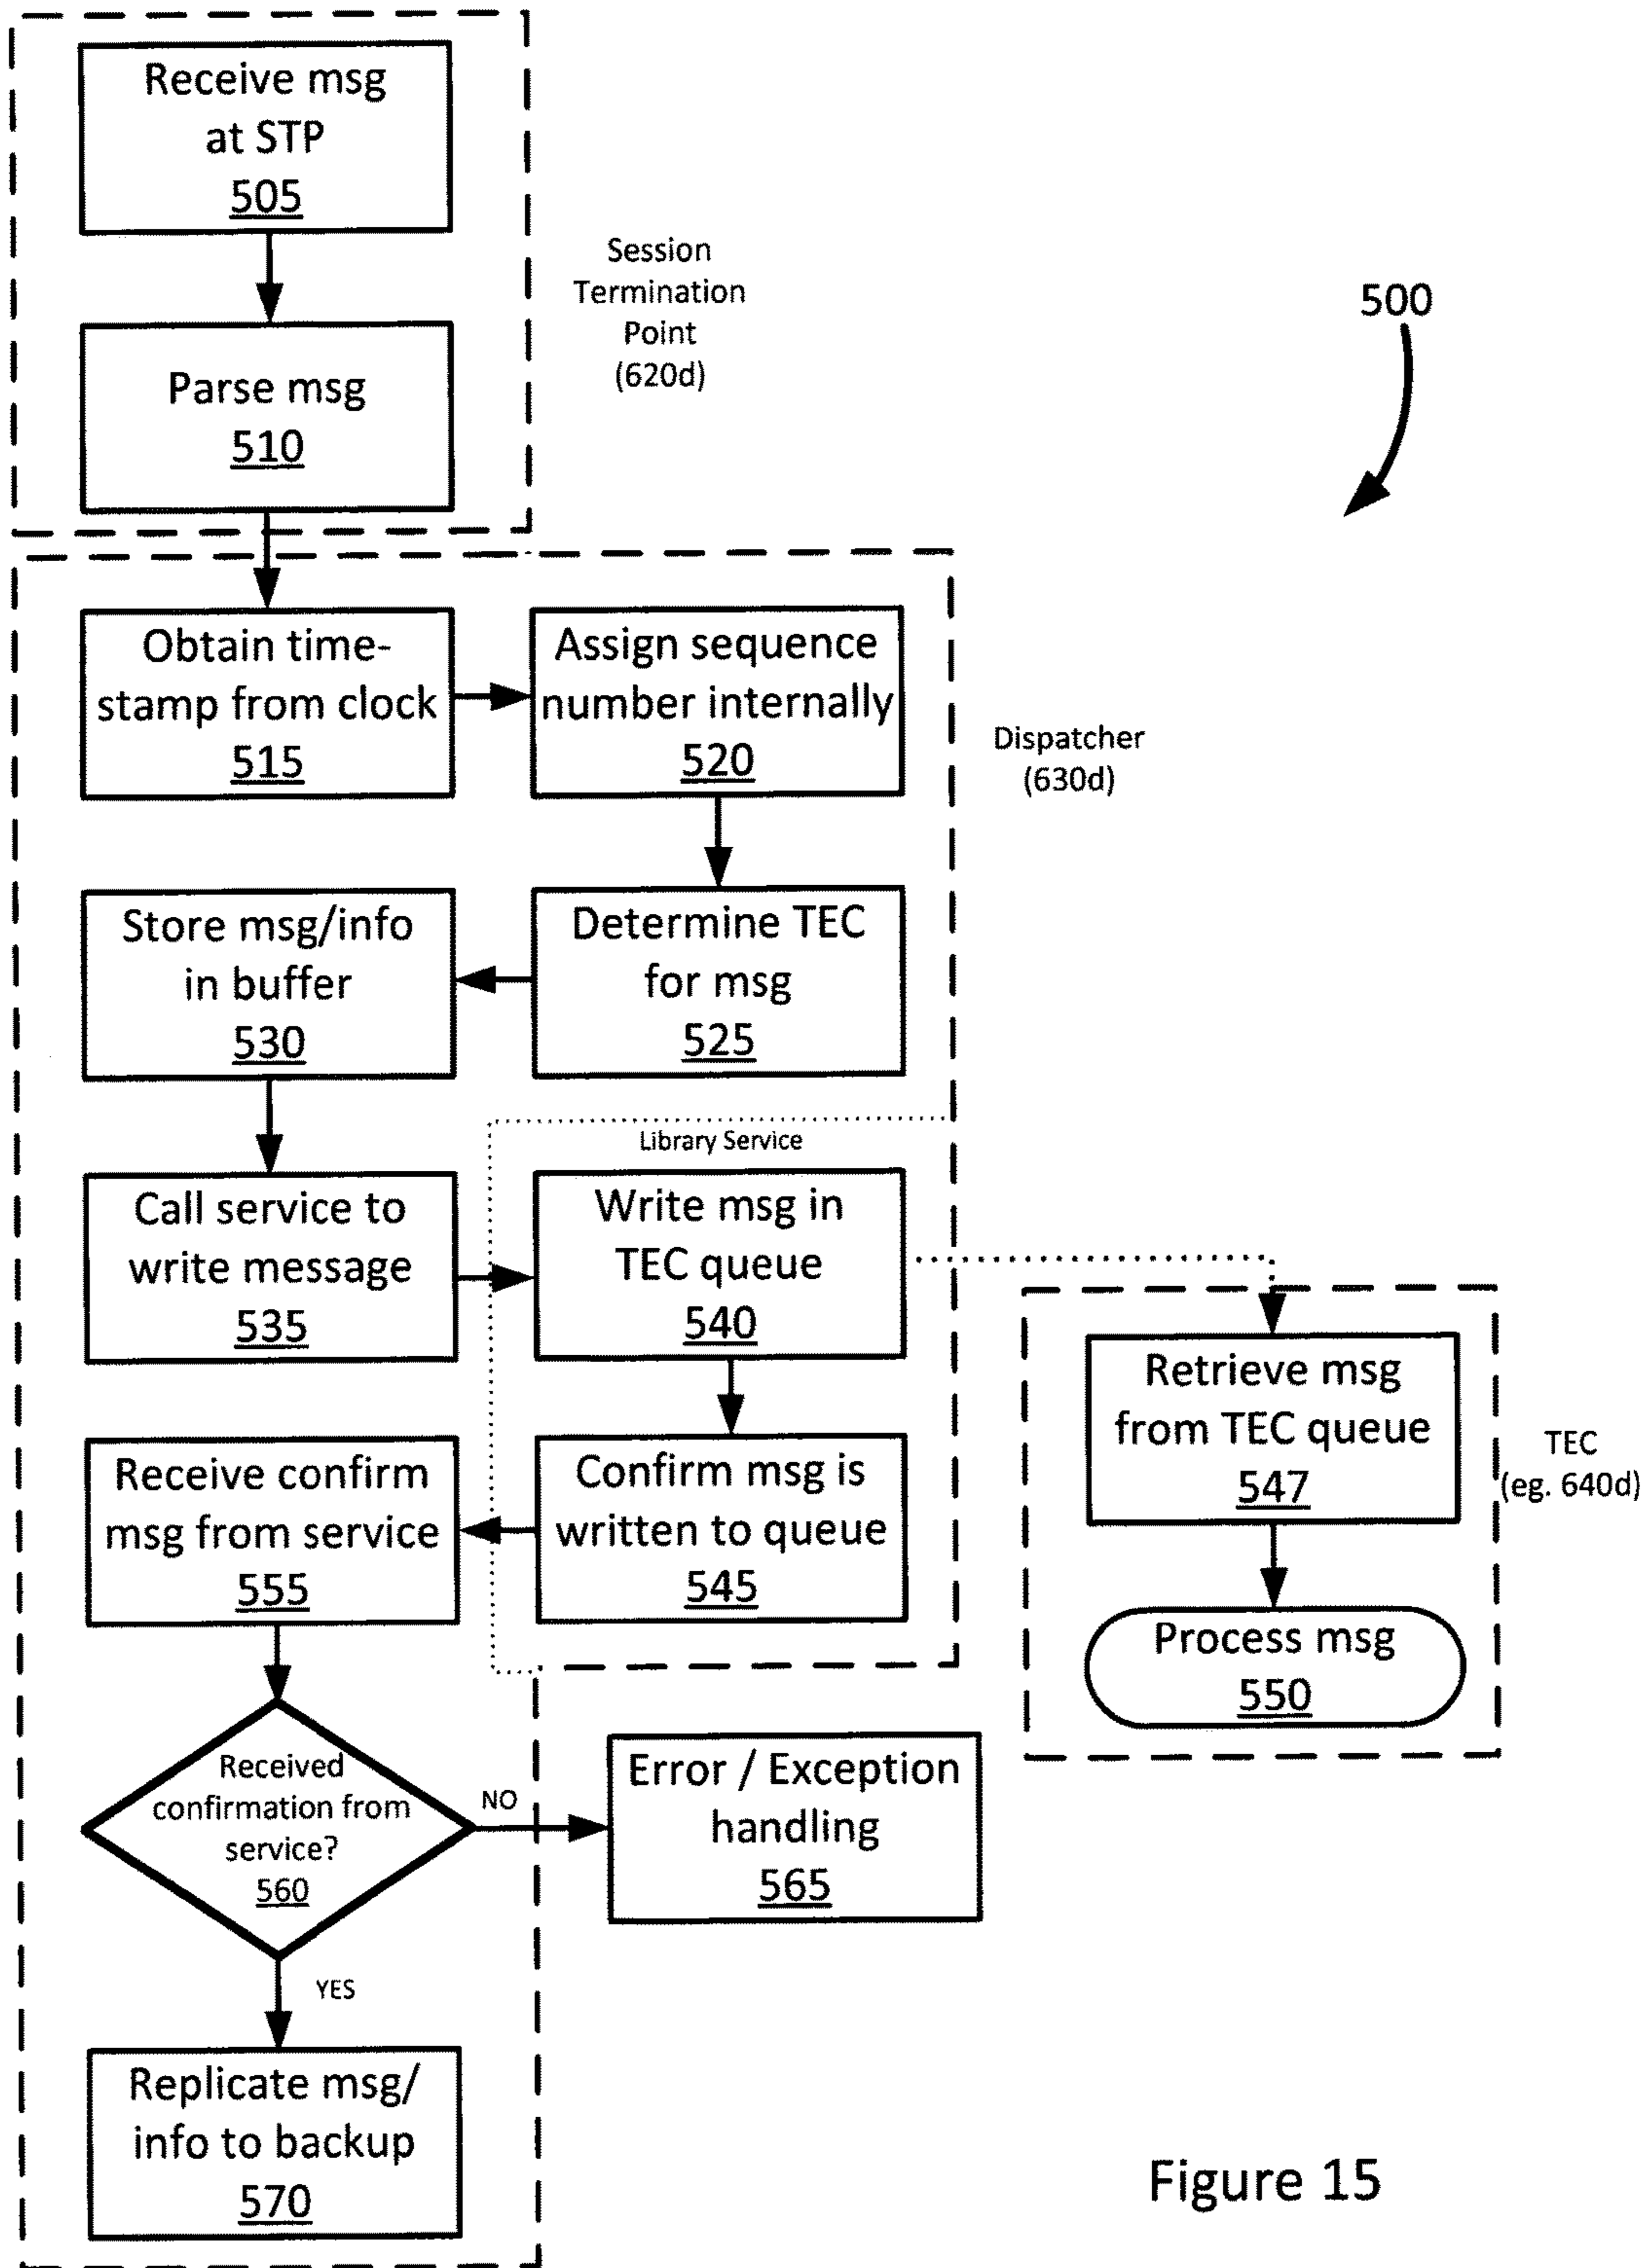 Receive msg
at STP
505
Session
Termination
Point
(620d)
500
Parse msg
510
Obtain time-
stamp from clock
515
Assign sequence
number internally
520
Dispatcher
(630d)
Store msg/info
in buffer
530
Determine TEC
for msg
525
Library Service
Call service to
write message
535
Write msg in
TEC queue
540
Retrieve msg
from TEC queue
547
TEC
(eg. 640d)
Receive confirm
msg from service
555
Confirm msg is
written to queue
545
Process msg
550
Received
confirmation from
service?
560
NO
Error / Exception
handling
565
YES
Replicate msg/
info to backup
570
Figure 15